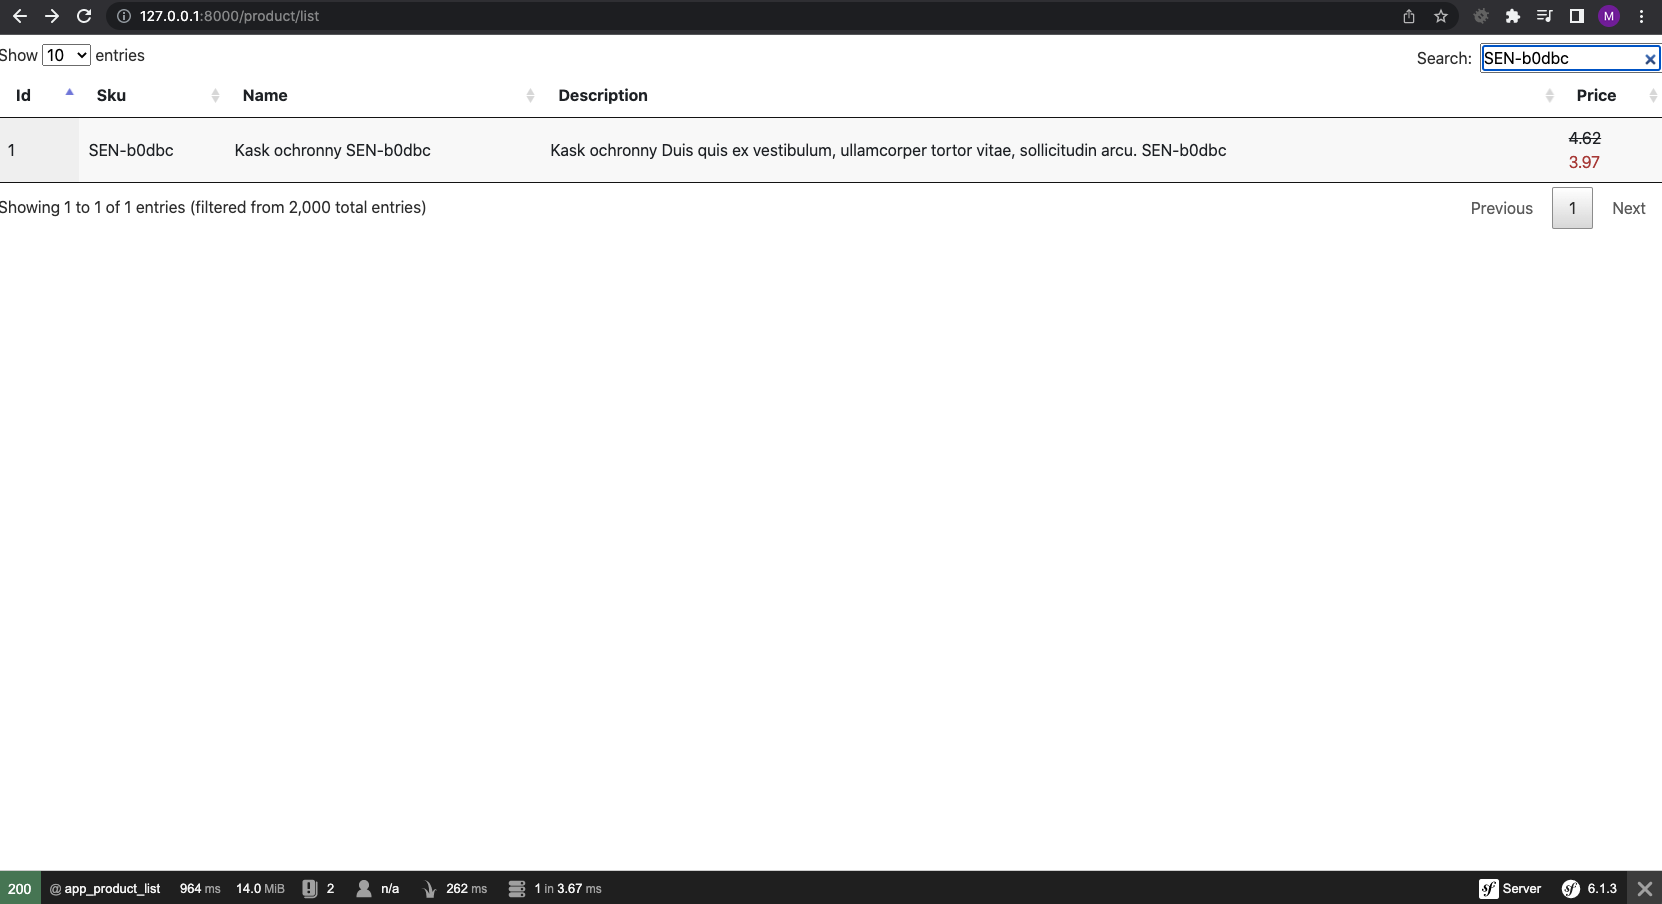 127.0.0.1:8000/product/list
M
Show 10 entries
Search: SEN-b0dbc
Id Sku Name Description Price
1 SEN-b0dbc Kask ochronny SEN-b0dbc Kask ochronny Duis quis ex vestibulum, ullamcorper tortor vitae, sollicitudin arcu. SEN-b0dbc 4.62
3.97
Showing 1 to 1 of 1 entries (filtered from 2,000 total entries)
Previous 1 Next
200 @ app_product_list 964 ms 14.0 MiB 2 n/a 262 ms 1 in 3.67 ms sf Server sf 6.1.3